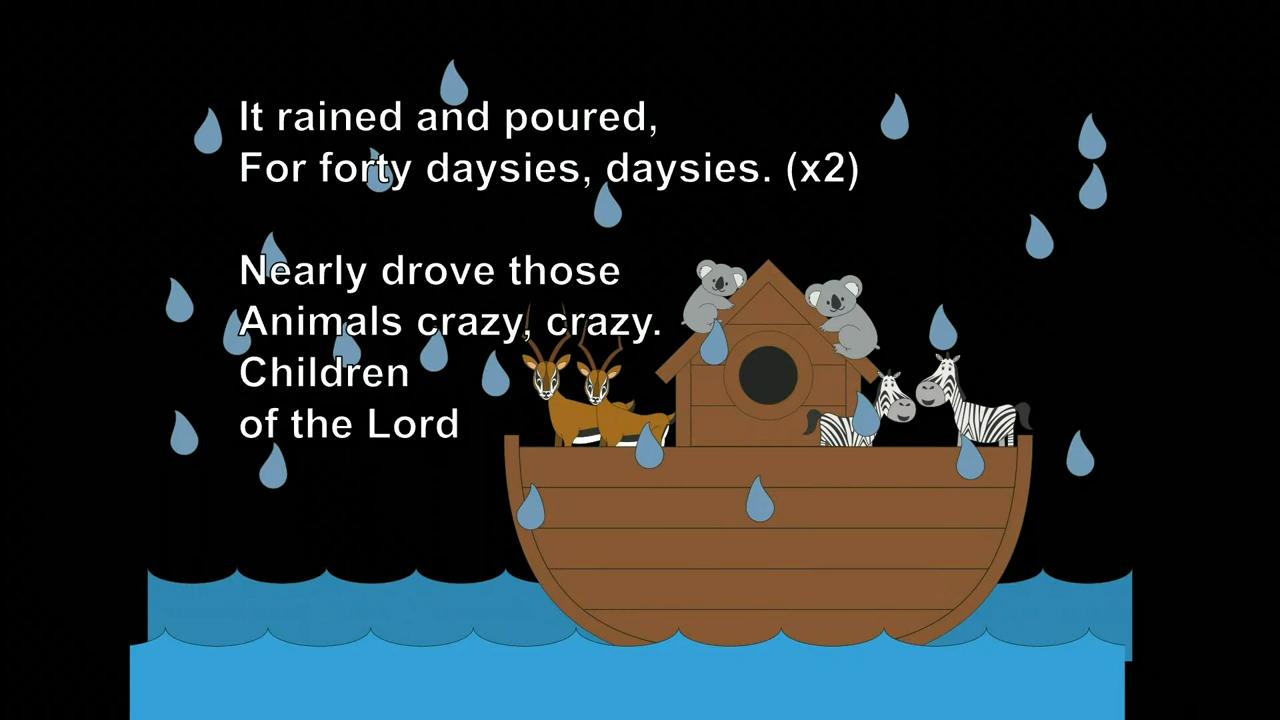 It rained and poured,
For forty daysies, daysies. (x2)
Nearly drove those
Animals crazy, crazy.
Children
of the Lord